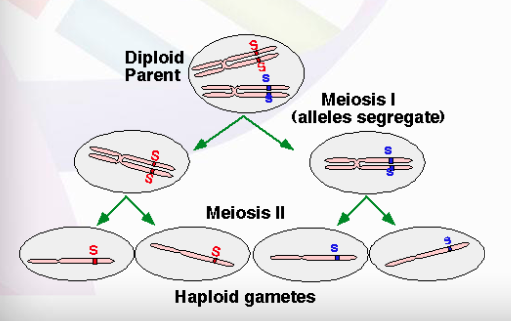 Diploid
Parent
S
S
s
s
Meiosis I
(alleles segregate)
S
S
s
s
Meiosis II
S
S
s
s
Haploid gametes